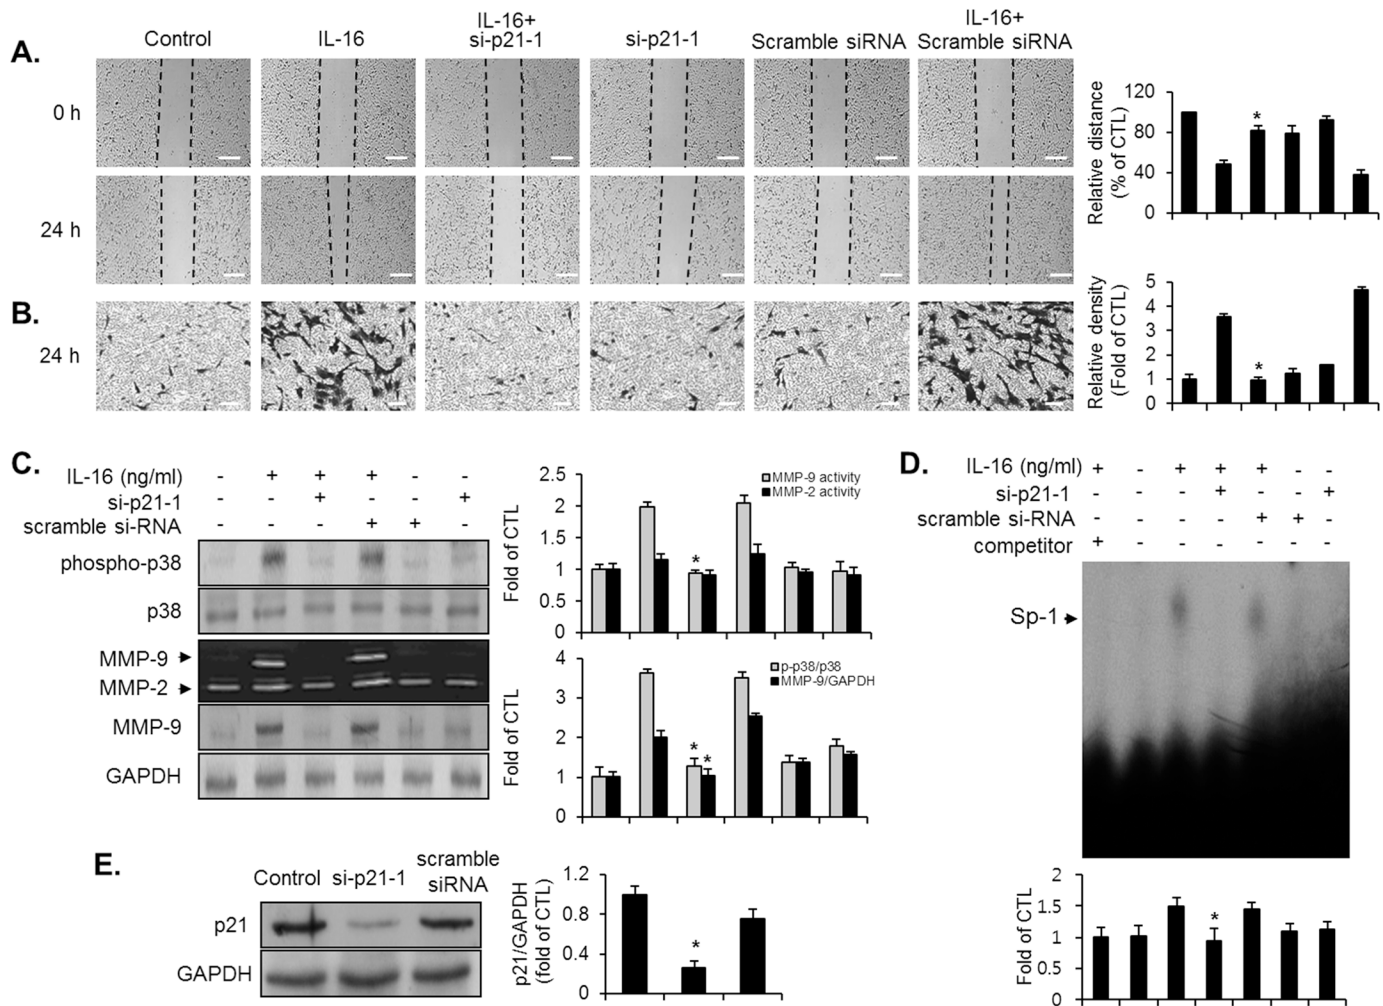 A.
Control
IL-16
IL-16+
si-p21-1
si-p21-1
Scramble siRNA
IL-16+
Scramble siRNA
0 h
24 h
Relative distance
(% of CTL)
120
80
40
0
*
B.
24 h
Relative density
(Fold of CTL)
5
4
3
2
1
0
*
C.
IL-16 (ng/ml) - + + + - -
si-p21-1 - - + - - +
scramble si-RNA - - - + + -
phospho-p38
p38
MMP-9
MMP-2
MMP-9
GAPDH
Fold of CTL
2.5
2
1.5
1
0.5
0
MMP-9 activity
MMP-2 activity
*
Fold of CTL
4
3
2
1
0
p-p38/p38
MMP-9/GAPDH
* *
D.
IL-16 (ng/ml) + - + + + - -
si-p21-1 - - - + - - +
scramble si-RNA - - - - + + -
competitor + - - - - - -
Sp-1
Fold of CTL
2
1.5
1
0.5
0
*
E.
Control
si-p21-1
scramble
siRNA
p21
GAPDH
p21/GAPDH
(fold of CTL)
1.2
0.8
0.4
0
*